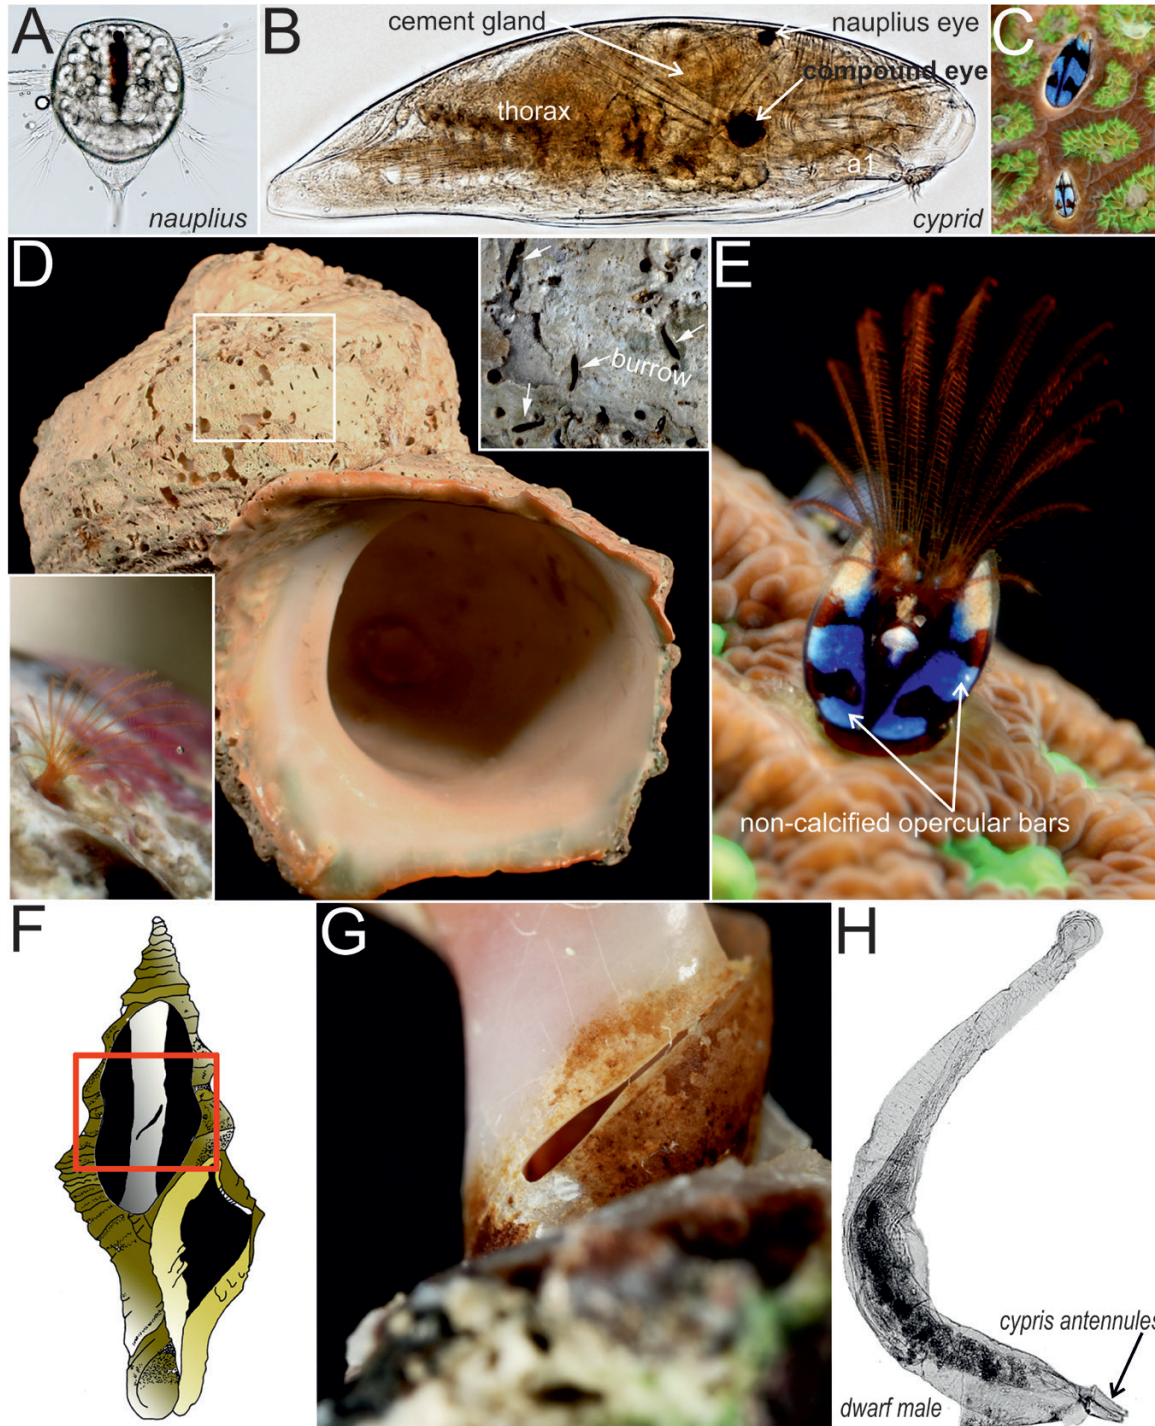 A
nauplius
B
cement gland
nauplius eye
compound eye
thorax
a1
cyprid
C
D
burrow
E
non-calcified opercular bars
F
G
H
cypris antennules
dwarf male